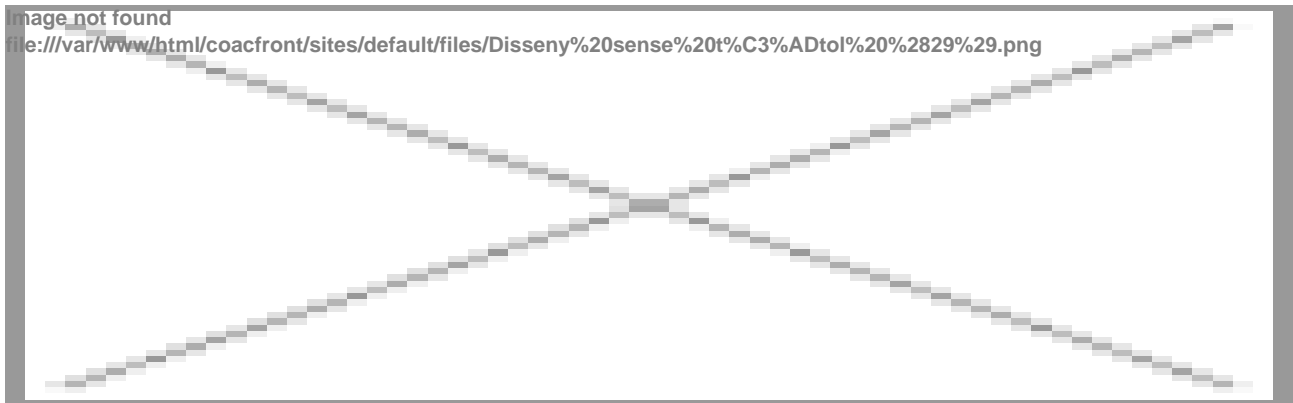 Image not found
file:///var/www/html/coacfront/sites/default/files/Disseny%20sense%20t%C3%ADtol%20%2829%29.png